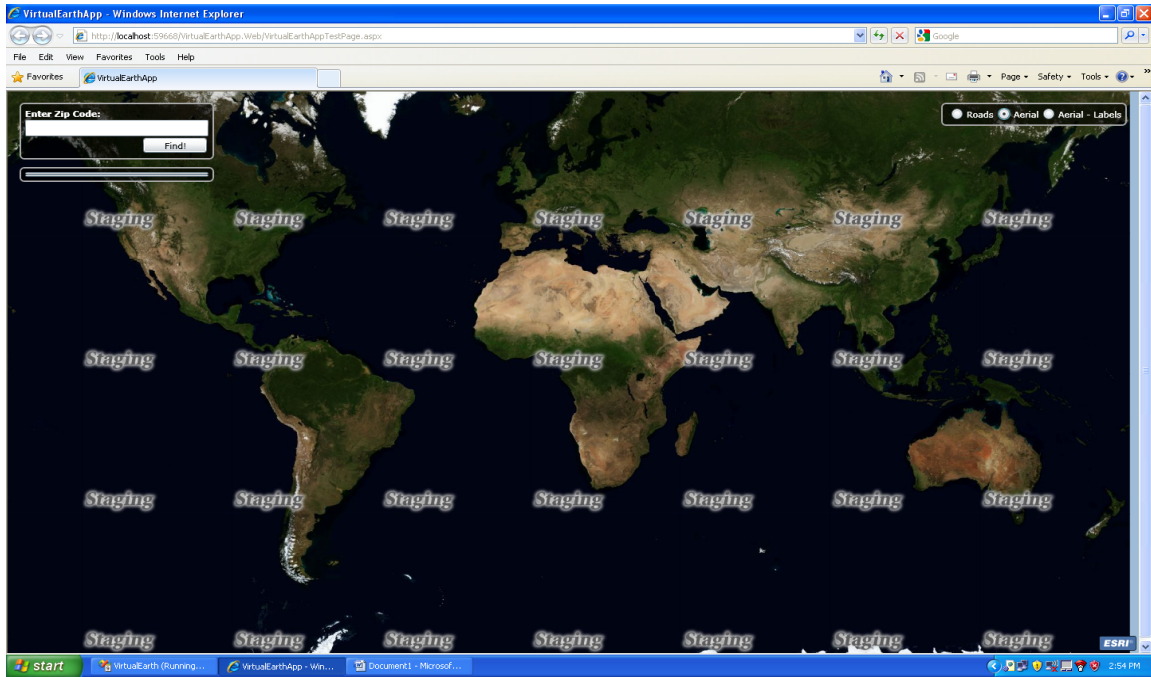 VirtualEarthApp - Windows Internet Explorer
http://localhost:59668/VirtualEarthApp.Web/VirtualEarthAppTestPage.aspx
Google
File Edit View Favorites Tools Help
Favorites VirtualEarthApp
Page Safety Tools
Enter Zip Code:
Find!
Roads Aerial Aerial - Labels
Staging Staging Staging Staging Staging Staging Staging
Staging Staging Staging Staging Staging Staging Staging
Staging Staging Staging Staging Staging Staging Staging
Staging Staging Staging Staging Staging Staging Staging
ESRI
start VirtualEarth (Running... VirtualEarthApp - Win... Document1 - Microsof... 2:54 PM